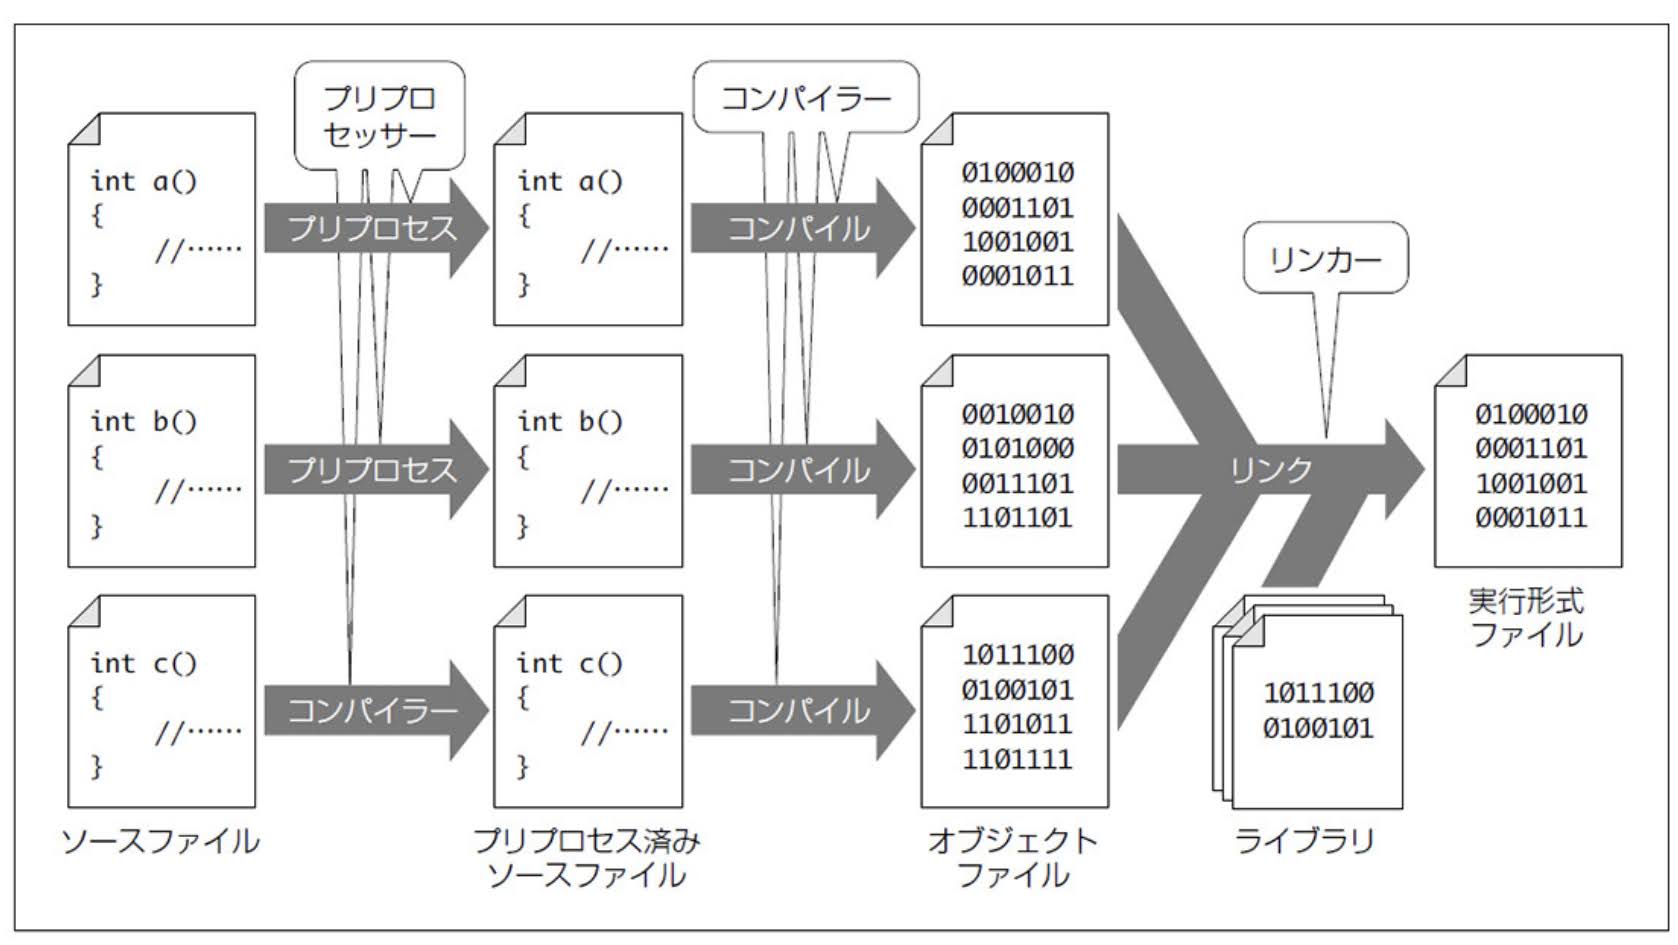 プリプロ
セッサー
コンパイラー
int a()
{
//……
}
プリプロセス
int a()
{
//……
}
コンパイル
0100010
0001101
1001001
0001011
リンカー
int b()
{
//……
}
プリプロセス
int b()
{
//……
}
コンパイル
0010010
0101000
0011101
1101101
リンク
0100010
0001101
1001001
0001011
実行形式
ファイル
int c()
{
//……
}
コンパイラー
int c()
{
//……
}
コンパイル
1011100
0100101
1101011
1101111
1011100
0100101
ソースファイル
プリプロセス済み
ソースファイル
オブジェクト
ファイル
ライブラリ